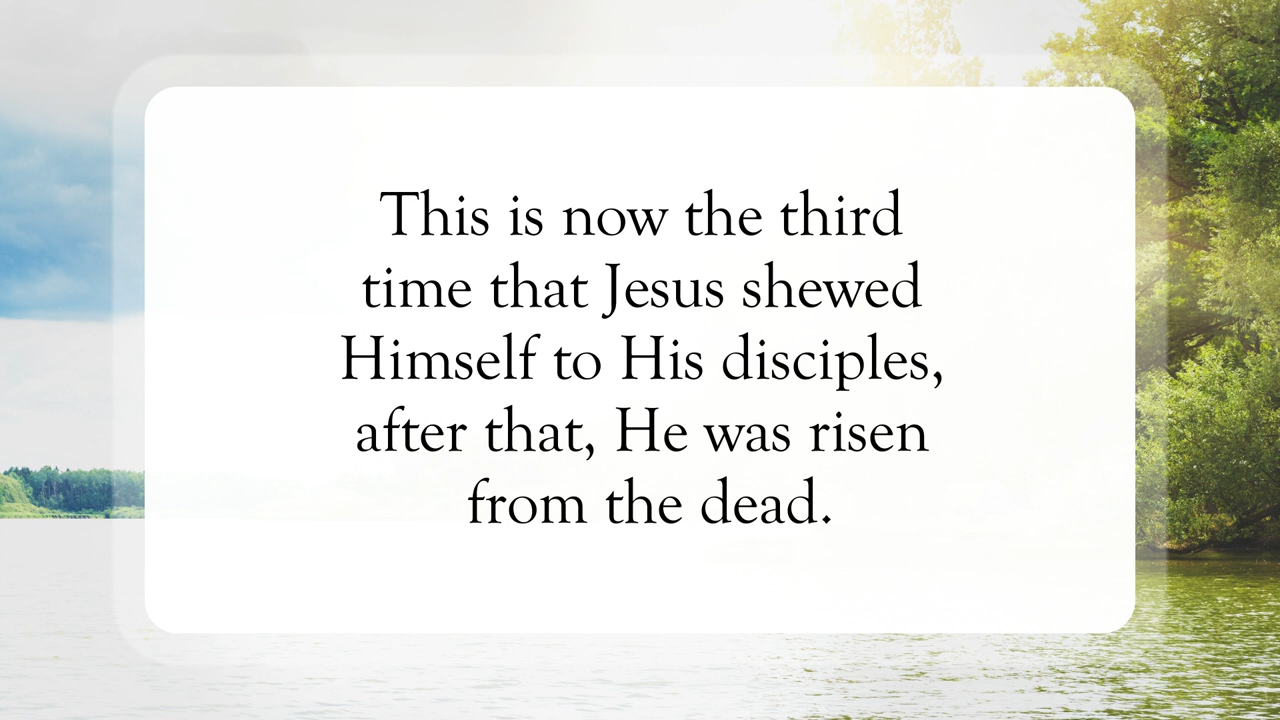 This is now the third
time that Jesus shewed
Himself to His disciples,
after that, He was risen
from the dead.